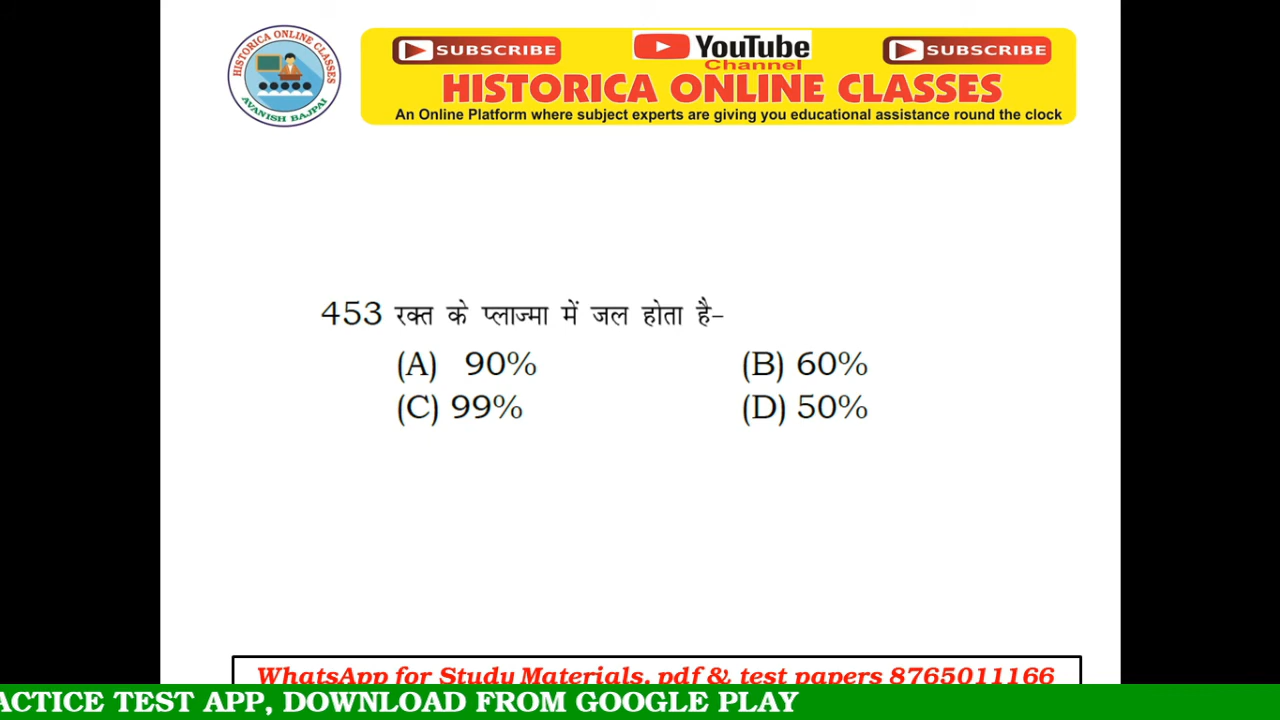 HISTORICA ONLINE CLASSES
AVANISH BAJPAI
SUBSCRIBE
YouTube
SUBSCRIBE
Channel
HISTORICA ONLINE CLASSES
An Online Platform where subject experts are giving you educational assistance round the clock
453 रक्त के प्लाज्मा में जल होता है-
(A) 90% (B) 60%
(C) 99% (D) 50%
WhatsApp for Study Materials, pdf & test papers 8765011166
ACTICE TEST APP, DOWNLOAD FROM GOOGLE PLAY